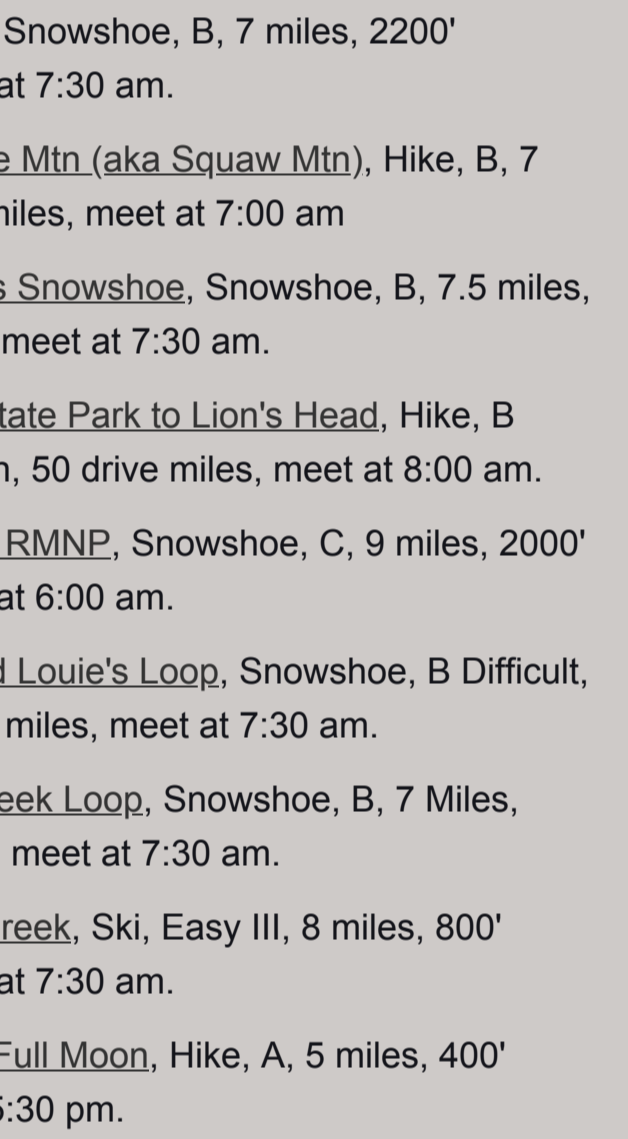 Snowshoe, B, 7 miles, 2200'
at 7:30 am.
Mtn (aka Squaw Mtn), Hike, B, 7
miles, meet at 7:00 am
Snowshoe, Snowshoe, B, 7.5 miles,
meet at 7:30 am.
tate Park to Lion's Head, Hike, B
50 drive miles, meet at 8:00 am.
RMNP, Snowshoe, C, 9 miles, 2000'
at 6:00 am.
Louie's Loop, Snowshoe, B Difficult,
miles, meet at 7:30 am.
eek Loop, Snowshoe, B, 7 Miles,
meet at 7:30 am.
reek, Ski, Easy III, 8 miles, 800'
at 7:30 am.
Full Moon, Hike, A, 5 miles, 400'
:30 pm.